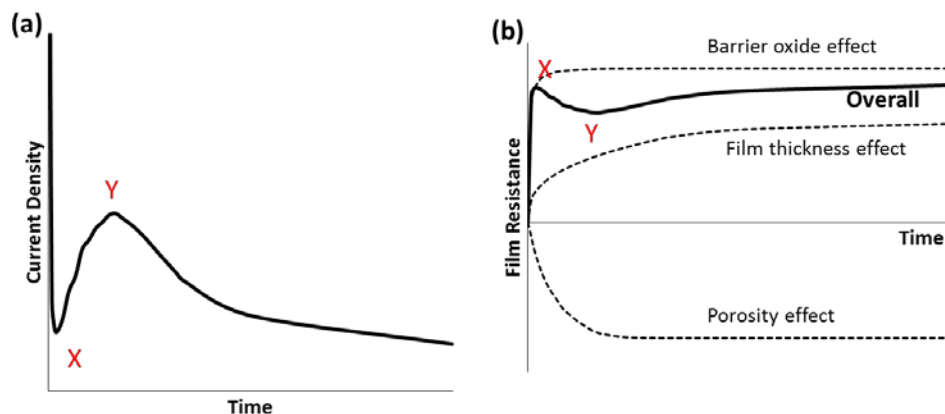 (a)
Current Density
Y
X
Time
(b)
Film Resistance
Barrier oxide effect
X
Overall
Y
Film thickness effect
Time
Porosity effect